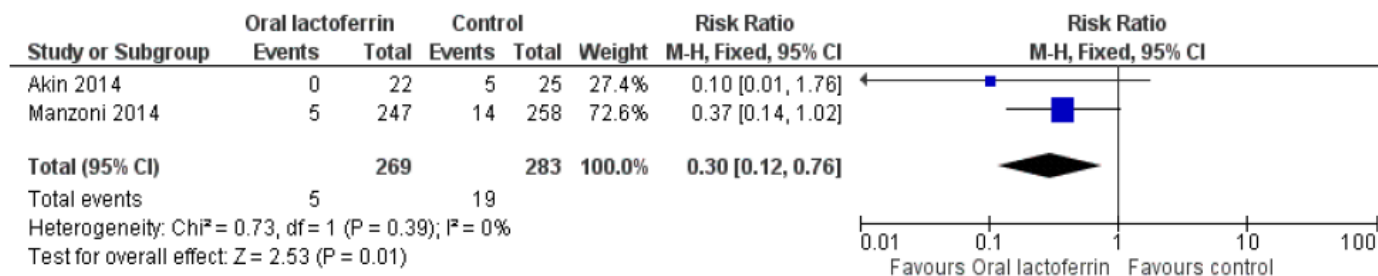 Oral lactoferrin Control Risk Ratio Risk Ratio
Study or Subgroup Events Total Events Total Weight M-H, Fixed, 95% CI M-H, Fixed, 95% CI
Akin 2014 0 22 5 25 27.4% 0.10 [0.01, 1.76]
Manzoni 2014 5 247 14 258 72.6% 0.37 [0.14, 1.02]
Total (95% CI) 269 283 100.0% 0.30 [0.12, 0.76]
Total events 5 19
Heterogeneity: Chi² = 0.73, df = 1 (P = 0.39); I² = 0%
Test for overall effect: Z = 2.53 (P = 0.01)
0.01 0.1 1 10 100
Favours Oral lactoferrin Favours control